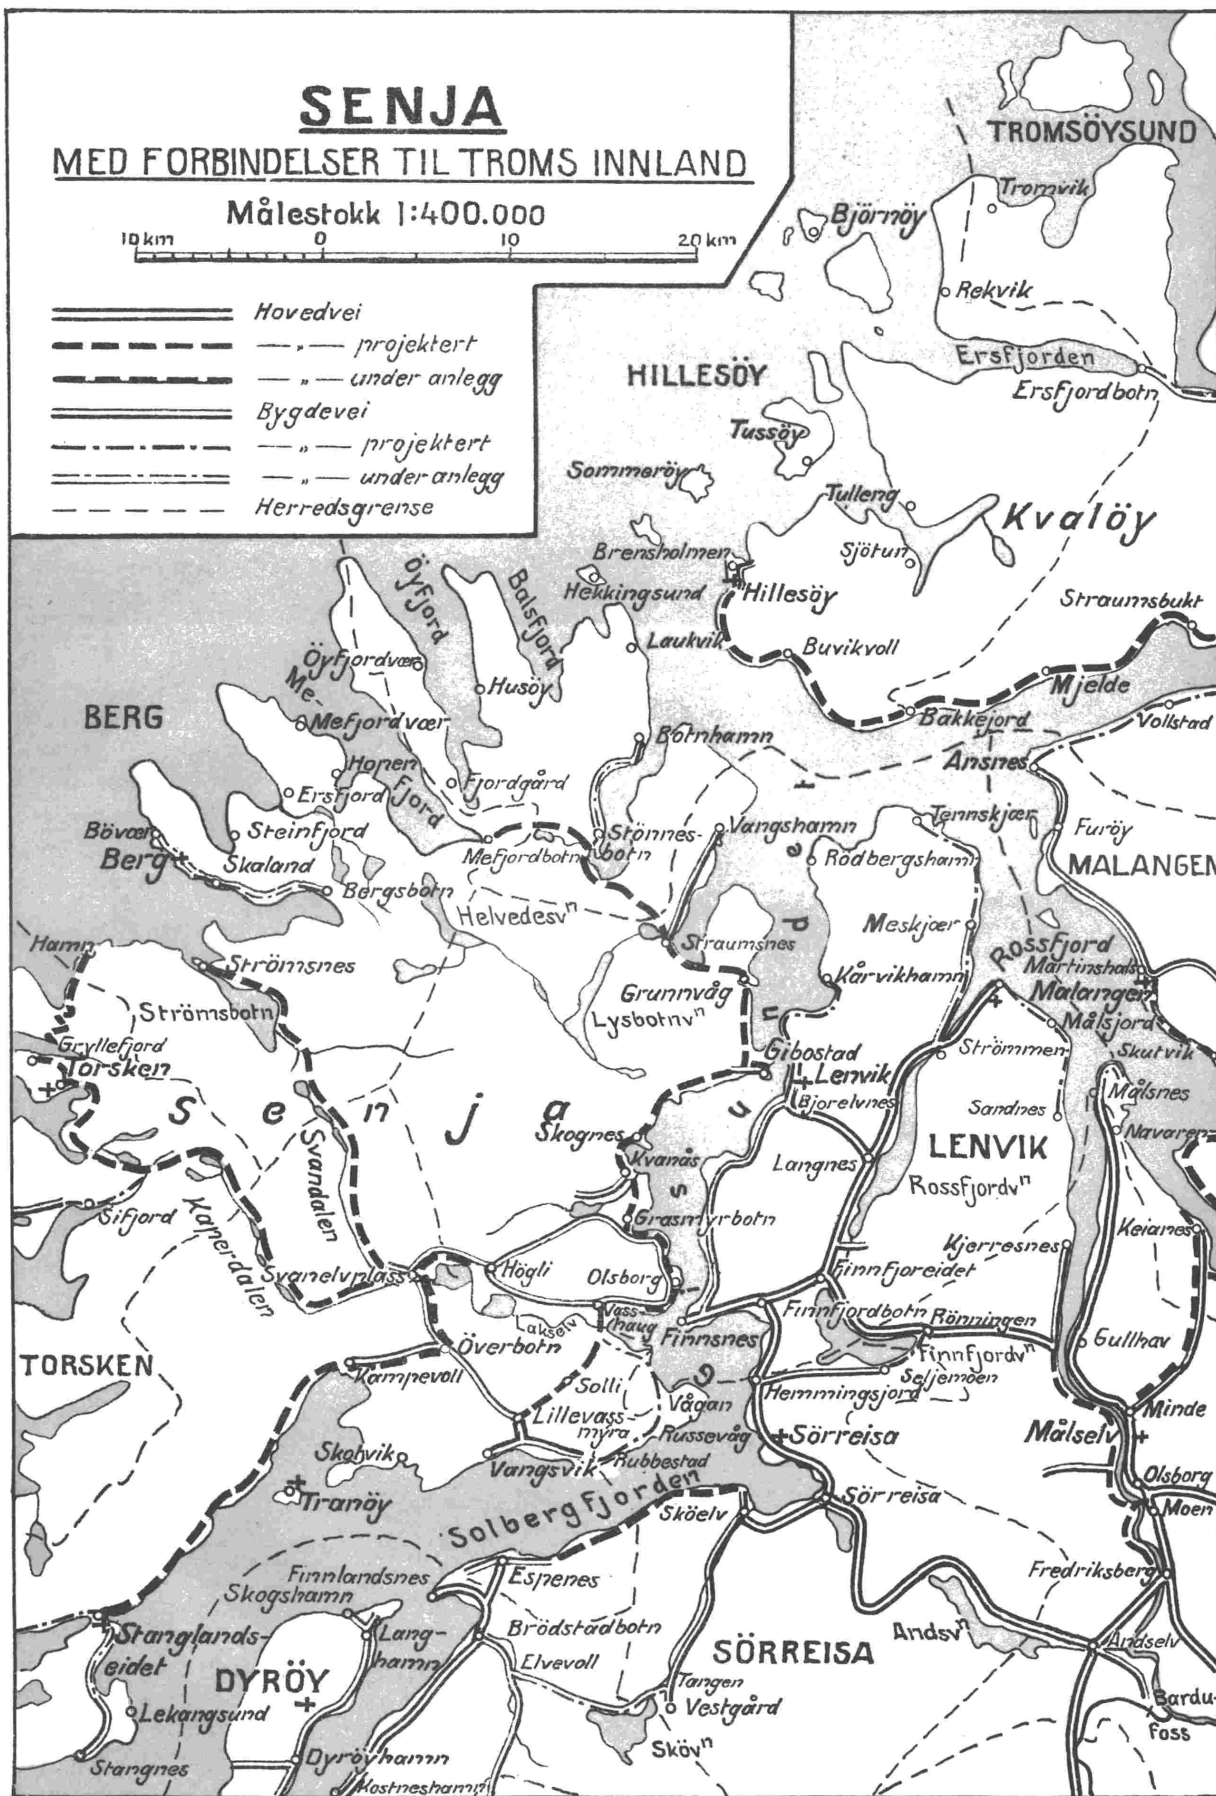 SENJA
MED FORBINDELSER TIL TROMS INNLAND
Målestokk 1:400.000
10 km 0 10 20 km
Hovedvei
— „ — projektert
— „ — under anlegg
Bygdevei
— „ — projektert
— „ — under anlegg
Herredsgrense
TROMSÖYSUND
Tromvik
Björnöy
Rekvik
Ersfjorden
Ersfjordbotn
HILLESÖY
Tussöy
Sommeröy
Tulleng
Kvalöy
Sjötun
Brensholmen
Hekkingsund
Hillesöy
Straumsbukt
Laukvik
Buvikvoll
Mjelde
Bakkejord
Vollstad
Öyfjord
Balsfjord
Öyfjordvær
Husöy
Me-
fjord
Mefjordvær
BERG
Botnhamn
Ansnes
Honen
Ersfjord
Fjordgård
Tennskjær
Furöy
MALANGEN
Bövær
Berg
Steinfjord
Skaland
Bergsbotn
Mefjordbotn
Stönnes-
botn
Vangshamn
Rödbergshamn
Helvedesvⁿ
Meskjær
Straumsnes
Hamn
Strömsnes
Grunnvåg
Lysbotnvⁿ
Kårvikhamn
Rossfjord
Martinshals
Malangen
Målsjord
Strömsbotn
Gryllefjord
Torsken
Gibostad
Lenvik
Bjorelvnes
Strömmen
Skutvik
Målsnes
Senja
Skognes
Sandnes
Navaren
Svandalen
Kvanås
Langnes
LENVIK
Rossfjordvⁿ
Sifjord
Kaperdalen
Grasmyrbotn
Kjerresnes
Keianes
Svanelvplass
Högli
Olsborg
Finnfjoreidet
Gisundet
Lakselv
Vass-
haug
Finnsnes
Finnfjordbotn
Rönningen
Gullhav
TORSKEN
Överbotn
Kampevoll
Finnfjordvⁿ
Seljemoen
Solli
Vågan
Hemmingsjord
Minde
Lillevass-
myra
Russevåg
Sörreisa
Målselv
Skolvik
Vangsvik
Rubbestad
Olsborg
Tranöy
Solbergfjorden
Sköelv
Sörreisa
Moen
Finnlandsnes
Espenes
Fredriksberg
Skogshamn
Stanglands-
eidet
Lang-
hamn
Brödstadbotn
SÖRREISA
Andsvⁿ
Andselv
DYRÖY
Elvevoll
Tangen
Lekangsund
Vestgård
Bardu-
foss
Stangnes
Dyröyhamn
Skövⁿ
Kostneshamn